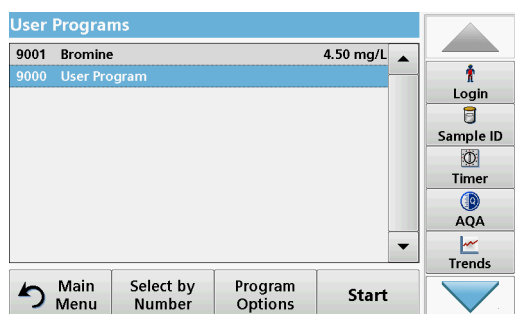 User Programs
9001 Bromine 4.50 mg/L
9000 User Program
Login
Sample ID
Timer
AQA
Trends
Main Menu
Select by Number
Program Options
Start